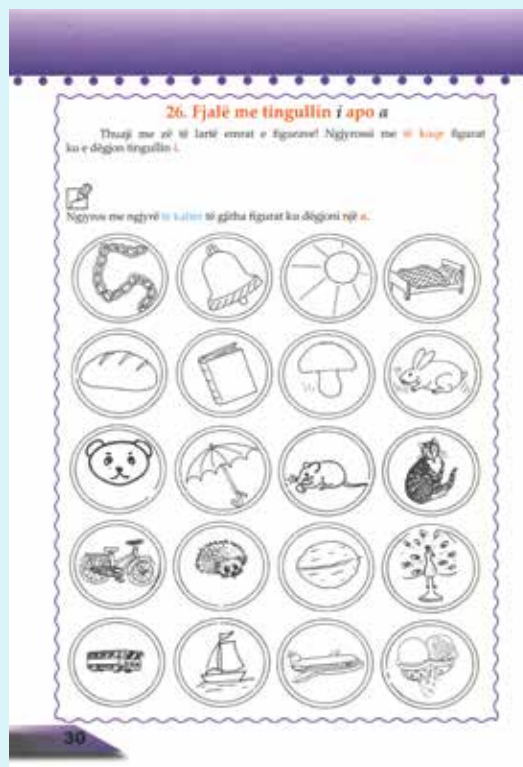 26. Fjalë me tingullin i apo a
Thuaji me zë të lartë emrat e figurave! Ngjyrosi me të kuqe figurat
ku e dëgjon tingullin i.
Ngjyros me ngjyrë të kaltër të gjitha figurat ku dëgjoni një a.
30